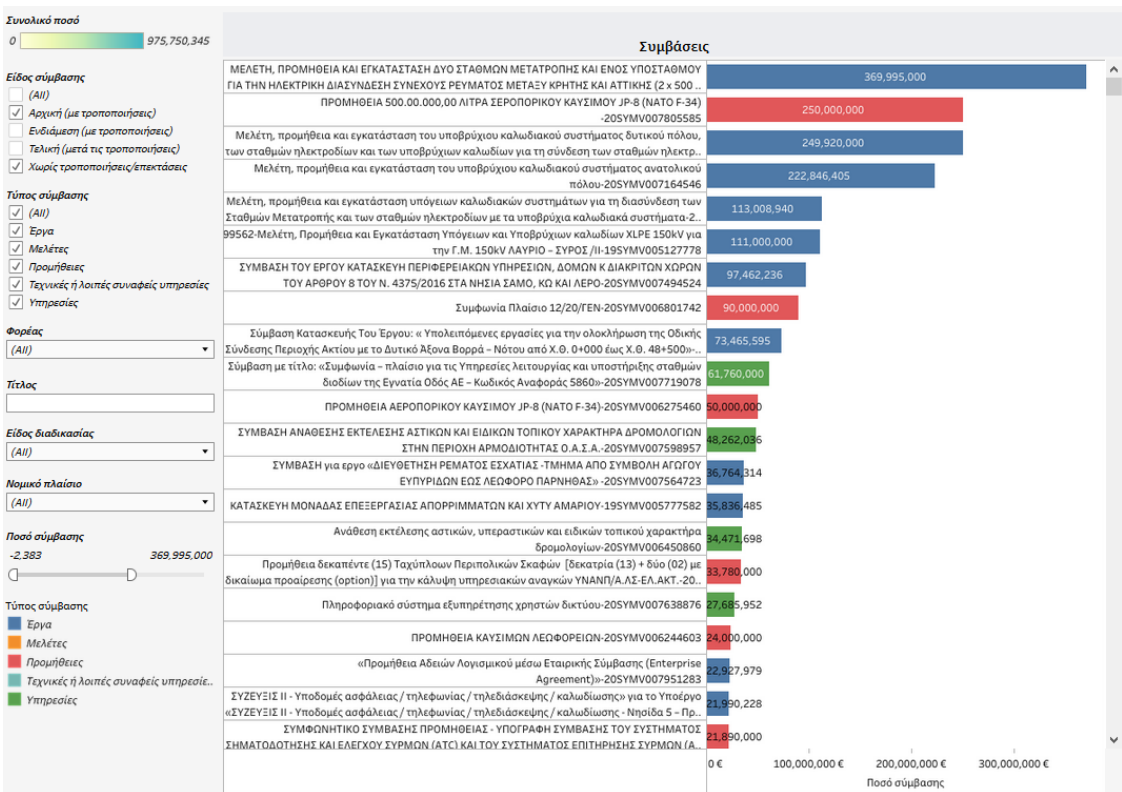 Συνολικό ποσό
0 975,750,345
Είδος σύμβασης
(All)
Αρχική (με τροποποιήσεις)
Ενδιάμεση (με τροποποιήσεις)
Τελική (μετά τις τροποποιήσεις)
Χωρίς τροποποιήσεις/επεκτάσεις
Τύπος σύμβασης
(All)
Έργα
Μελέτες
Προμήθειες
Τεχνικές ή λοιπές συναφείς υπηρεσίες
Υπηρεσίες
Φορέας
(All)
Τίτλος
Είδος διαδικασίας
(All)
Νομικό πλαίσιο
(All)
Ποσό σύμβασης
-2,383 369,995,000
Τύπος σύμβασης
Έργα
Μελέτες
Προμήθειες
Τεχνικές ή λοιπές συναφείς υπηρεσίε..
Υπηρεσίες
Συμβάσεις
ΜΕΛΕΤΗ, ΠΡΟΜΗΘΕΙΑ ΚΑΙ ΕΓΚΑΤΑΣΤΑΣΗ ΔΥΟ ΣΤΑΘΜΩΝ ΜΕΤΑΤΡΟΠΗΣ ΚΑΙ ΕΝΟΣ ΥΠΟΣΤΑΘΜΟΥ
ΓΙΑ ΤΗΝ ΗΛΕΚΤΡΙΚΗ ΔΙΑΣΥΝΔΕΣΗ ΣΥΝΕΧΟΥΣ ΡΕΥΜΑΤΟΣ ΜΕΤΑΞΥ ΚΡΗΤΗΣ ΚΑΙ ΑΤΤΙΚΗΣ (2 x 500 ..
369,995,000
ΠΡΟΜΗΘΕΙΑ 500.00.000,00 ΛΙΤΡΑ ΣΕΡΟΠΟΡΙΚΟΥ ΚΑΥΣΙΜΟΥ JP-8 (NATO F-34)
-20SYMV007805585
250,000,000
Μελέτη, προμήθεια και εγκατάσταση του υποβρύχιου καλωδιακού συστήματος δυτικού πόλου,
των σταθμών ηλεκτροδίων και των υποβρύχιων καλωδίων για τη σύνδεση των σταθμών ηλεκτρ..
249,920,000
Μελέτη, προμήθεια και εγκατάσταση του υποβρύχιου καλωδιακού συστήματος ανατολικού
πόλου-20SYMV007164546
222,846,405
Μελέτη, προμήθεια και εγκατάσταση υπόγειων καλωδιακών συστημάτων για τη διασύνδεση των
Σταθμών Μετατροπής και των σταθμών ηλεκτροδίων με τα υποβρύχια καλωδιακά συστήματα-2..
113,008,940
99562-Μελέτη, Προμήθεια και Εγκατάσταση Υπόγειων και Υποβρύχιων καλωδίων XLPE 150kV για
την Γ.Μ. 150kV ΛΑΥΡΙΟ – ΣΥΡΟΣ /ΙΙ-19SYMV005127778
111,000,000
ΣΥΜΒΑΣΗ ΤΟΥ ΕΡΓΟΥ ΚΑΤΑΣΚΕΥΗ ΠΕΡΙΦΕΡΕΙΑΚΩΝ ΥΠΗΡΕΣΙΩΝ, ΔΟΜΩΝ Κ ΔΙΑΚΡΙΤΩΝ ΧΩΡΩΝ
ΤΟΥ ΑΡΘΡΟΥ 8 ΤΟΥ Ν. 4375/2016 ΣΤΑ ΝΗΣΙΑ ΣΑΜΟ, ΚΩ ΚΑΙ ΛΕΡΟ-20SYMV007494524
97,462,236
Συμφωνία Πλαίσιο 12/20/ΓΕΝ-20SYMV006801742
90,000,000
Σύμβαση Κατασκευής Του Έργου: « Υπολειπόμενες εργασίες για την ολοκλήρωση της Οδικής
Σύνδεσης Περιοχής Ακτίου με το Δυτικό Άξονα Βορρά – Νότου από Χ.Θ. 0+000 έως Χ.Θ. 48+500»-..
73,465,595
Σύμβαση με τίτλο: «Συμφωνία – πλαίσιο για τις Υπηρεσίες λειτουργίας και υποστήριξης σταθμών
διοδίων της Εγνατία Οδός ΑΕ – Κωδικός Αναφοράς 5860»-20SYMV007719078
61,760,000
ΠΡΟΜΗΘΕΙΑ ΑΕΡΟΠΟΡΙΚΟΥ ΚΑΥΣΙΜΟΥ JP-8 (NATO F-34)-20SYMV006275460
50,000,000
ΣΥΜΒΑΣΗ ΑΝΑΘΕΣΗΣ ΕΚΤΕΛΕΣΗΣ ΑΣΤΙΚΩΝ ΚΑΙ ΕΙΔΙΚΩΝ ΤΟΠΙΚΟΥ ΧΑΡΑΚΤΗΡΑ ΔΡΟΜΟΛΟΓΙΩΝ
ΣΤΗΝ ΠΕΡΙΟΧΗ ΑΡΜΟΔΙΟΤΗΤΑΣ Ο.Α.Σ.Α.-20SYMV007598957
48,262,036
ΣΥΜΒΑΣΗ για εργο «ΔΙΕΥΘΕΤΗΣΗ ΡΕΜΑΤΟΣ ΕΣΧΑΤΙΑΣ -ΤΜΗΜΑ ΑΠΟ ΣΥΜΒΟΛΗ ΑΓΩΓΟΥ
ΕΥΠΥΡΙΔΩΝ ΕΩΣ ΛΕΩΦΟΡΟ ΠΑΡΝΗΘΑΣ» -20SYMV007564723
36,764,314
ΚΑΤΑΣΚΕΥΗ ΜΟΝΑΔΑΣ ΕΠΕΞΕΡΓΑΣΙΑΣ ΑΠΟΡΡΙΜΜΑΤΩΝ ΚΑΙ ΧΥΤΥ ΑΜΑΡΙΟΥ-19SYMV005777582
35,836,485
Ανάθεση εκτέλεσης αστικών, υπεραστικών και ειδικών τοπικού χαρακτήρα
δρομολογίων-20SYMV006450860
34,471,698
Προμήθεια δεκαπέντε (15) Ταχύπλοων Περιπολικών Σκαφών [δεκατρία (13) + δύο (02) με
δικαίωμα προαίρεσης (option)] για την κάλυψη υπηρεσιακών αναγκών ΥΝΑΝΠ/Α.ΛΣ-ΕΛ.ΑΚΤ.-20..
33,780,000
Πληροφοριακό σύστημα εξυπηρέτησης χρηστών δικτύου-20SYMV007638876
27,685,952
ΠΡΟΜΗΘΕΙΑ ΚΑΥΣΙΜΩΝ ΛΕΩΦΟΡΕΙΩΝ-20SYMV006244603
24,000,000
«Προμήθεια Αδειών Λογισμικού μέσω Εταιρικής Σύμβασης (Enterprise
Agreement)»-20SYMV007951283
22,927,979
ΣΥΖΕΥΞΙΣ ΙΙ - Υποδομές ασφάλειας / τηλεφωνίας / τηλεδιάσκεψης / καλωδίωσης» για το Υποέργο
«ΣΥΖΕΥΞΙΣ ΙΙ - Υποδομές ασφάλειας / τηλεφωνίας / τηλεδιάσκεψης / καλωδίωσης - Νησίδα 5 – Πρ..
21,990,228
ΣΥΜΦΩΝΗΤΙΚΟ ΣΥΜΒΑΣΗΣ ΠΡΟΜΗΘΕΙΑΣ - ΥΠΟΓΡΑΦΗ ΣΥΜΒΑΣΗΣ ΤΟΥ ΣΥΣΤΗΜΑΤΟΣ
ΣΗΜΑΤΟΔΟΤΗΣΗΣ ΚΑΙ ΕΛΕΓΧΟΥ ΣΥΡΜΩΝ (ATC) ΚΑΙ ΤΟΥ ΣΥΣΤΗΜΑΤΟΣ ΕΠΙΤΗΡΗΣΗΣ ΣΥΡΜΩΝ (Α..
21,890,000
0 € 100,000,000 € 200,000,000 € 300,000,000 €
Ποσό σύμβασης